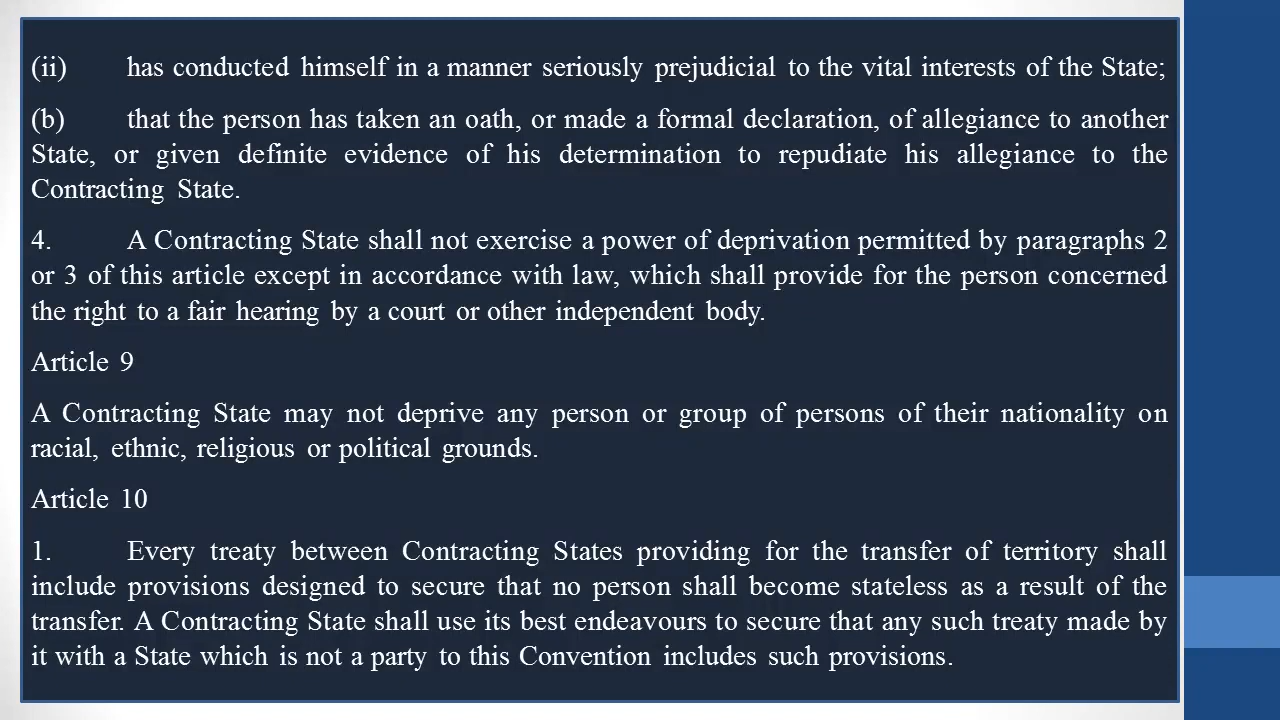 (ii) has conducted himself in a manner seriously prejudicial to the vital interests of the State;
(b) that the person has taken an oath, or made a formal declaration, of allegiance to another
State, or given definite evidence of his determination to repudiate his allegiance to the
Contracting State.
4. A Contracting State shall not exercise a power of deprivation permitted by paragraphs 2
or 3 of this article except in accordance with law, which shall provide for the person concerned
the right to a fair hearing by a court or other independent body.
Article 9
A Contracting State may not deprive any person or group of persons of their nationality on
racial, ethnic, religious or political grounds.
Article 10
1. Every treaty between Contracting States providing for the transfer of territory shall
include provisions designed to secure that no person shall become stateless as a result of the
transfer. A Contracting State shall use its best endeavours to secure that any such treaty made by
it with a State which is not a party to this Convention includes such provisions.